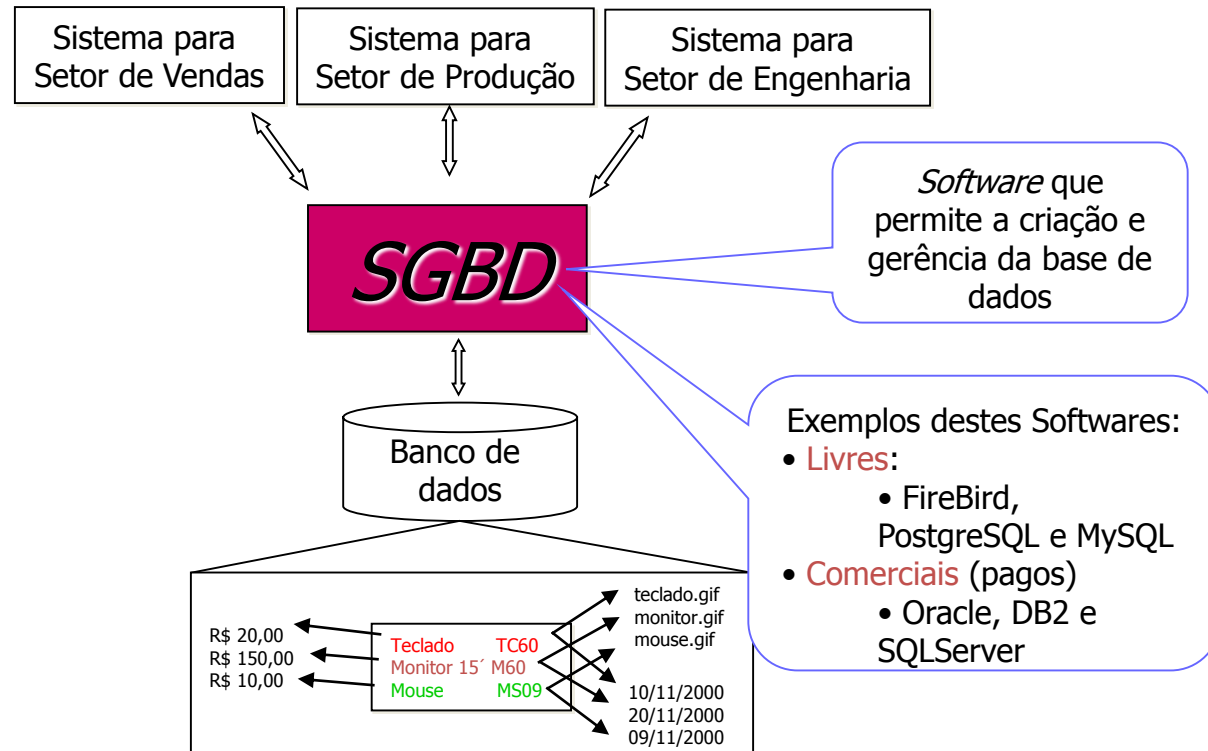 Sistema para
Setor de Vendas
Sistema para
Setor de Produção
Sistema para
Setor de Engenharia
SGBD
Software que
permite a criação e
gerência da base de
dados
Banco de
dados
Exemplos destes Softwares:
• Livres:
• FireBird,
PostgreSQL e MySQL
• Comerciais (pagos)
• Oracle, DB2 e
SQLServer
R$ 20,00
R$ 150,00
R$ 10,00
Teclado TC60
Monitor 15´ M60
Mouse MS09
teclado.gif
monitor.gif
mouse.gif
10/11/2000
20/11/2000
09/11/2000